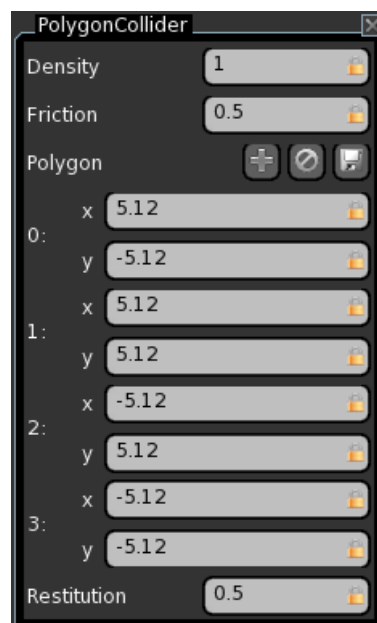 PolygonCollider
Density 1
Friction 0.5
Polygon
x 5.12
0:
y -5.12
x 5.12
1:
y 5.12
x -5.12
2:
y 5.12
x -5.12
3:
y -5.12
Restitution 0.5